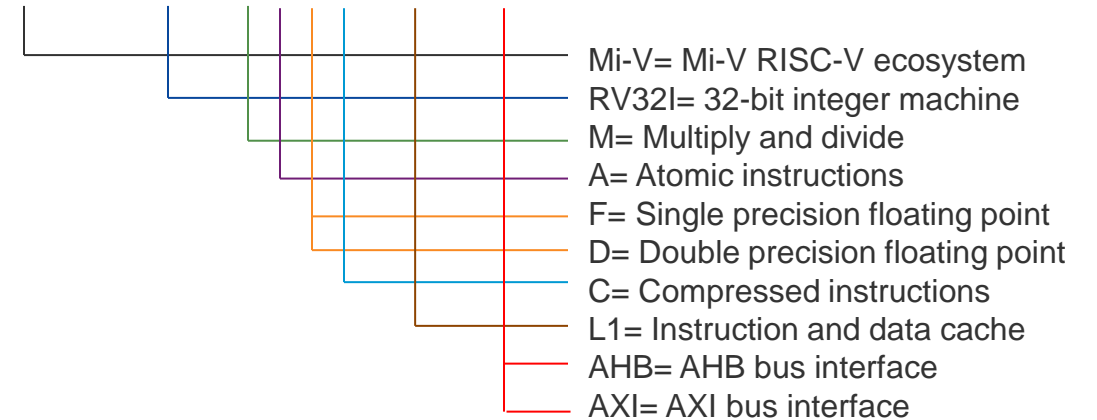 Mi-V= Mi-V RISC-V ecosystem
RV32I= 32-bit integer machine
M= Multiply and divide
A= Atomic instructions
F= Single precision floating point
D= Double precision floating point
C= Compressed instructions
L1= Instruction and data cache
AHB= AHB bus interface
AXI= AXI bus interface